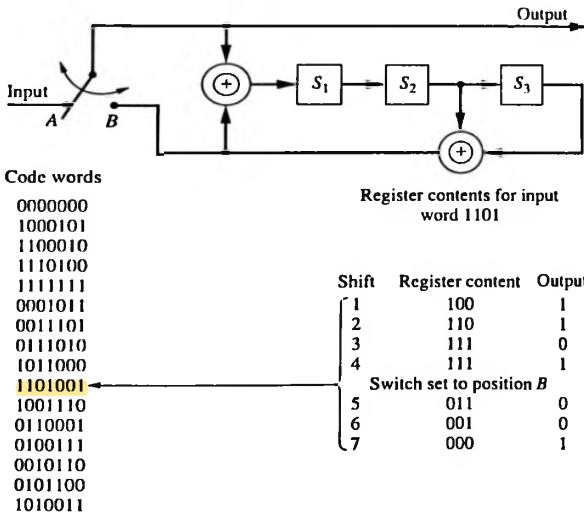 Output
Input
A
B
+
S1
S2
S3
+
Code words
0000000
1000101
1100010
1110100
1111111
0001011
0011101
0111010
1011000
1101001
1001110
0110001
0100111
0010110
0101100
1010011
Register contents for input
word 1101
Shift Register content Output
1 100 1
2 110 1
3 111 0
4 111 1
Switch set to position B
5 011 0
6 001 0
7 000 1